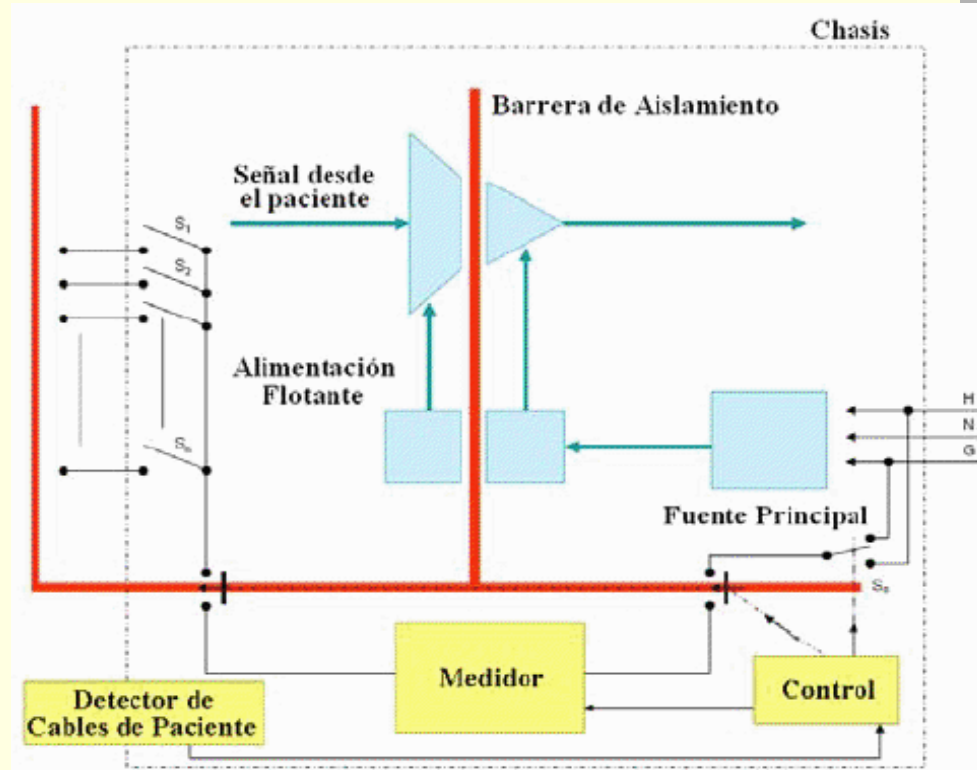 Chasis
Barrera de Aislamiento
Señal desde
el paciente
S1
S2
Alimentación
Flotante
Sn
H
N
G
Fuente Principal
Medidor
Control
Detector de
Cables de Paciente